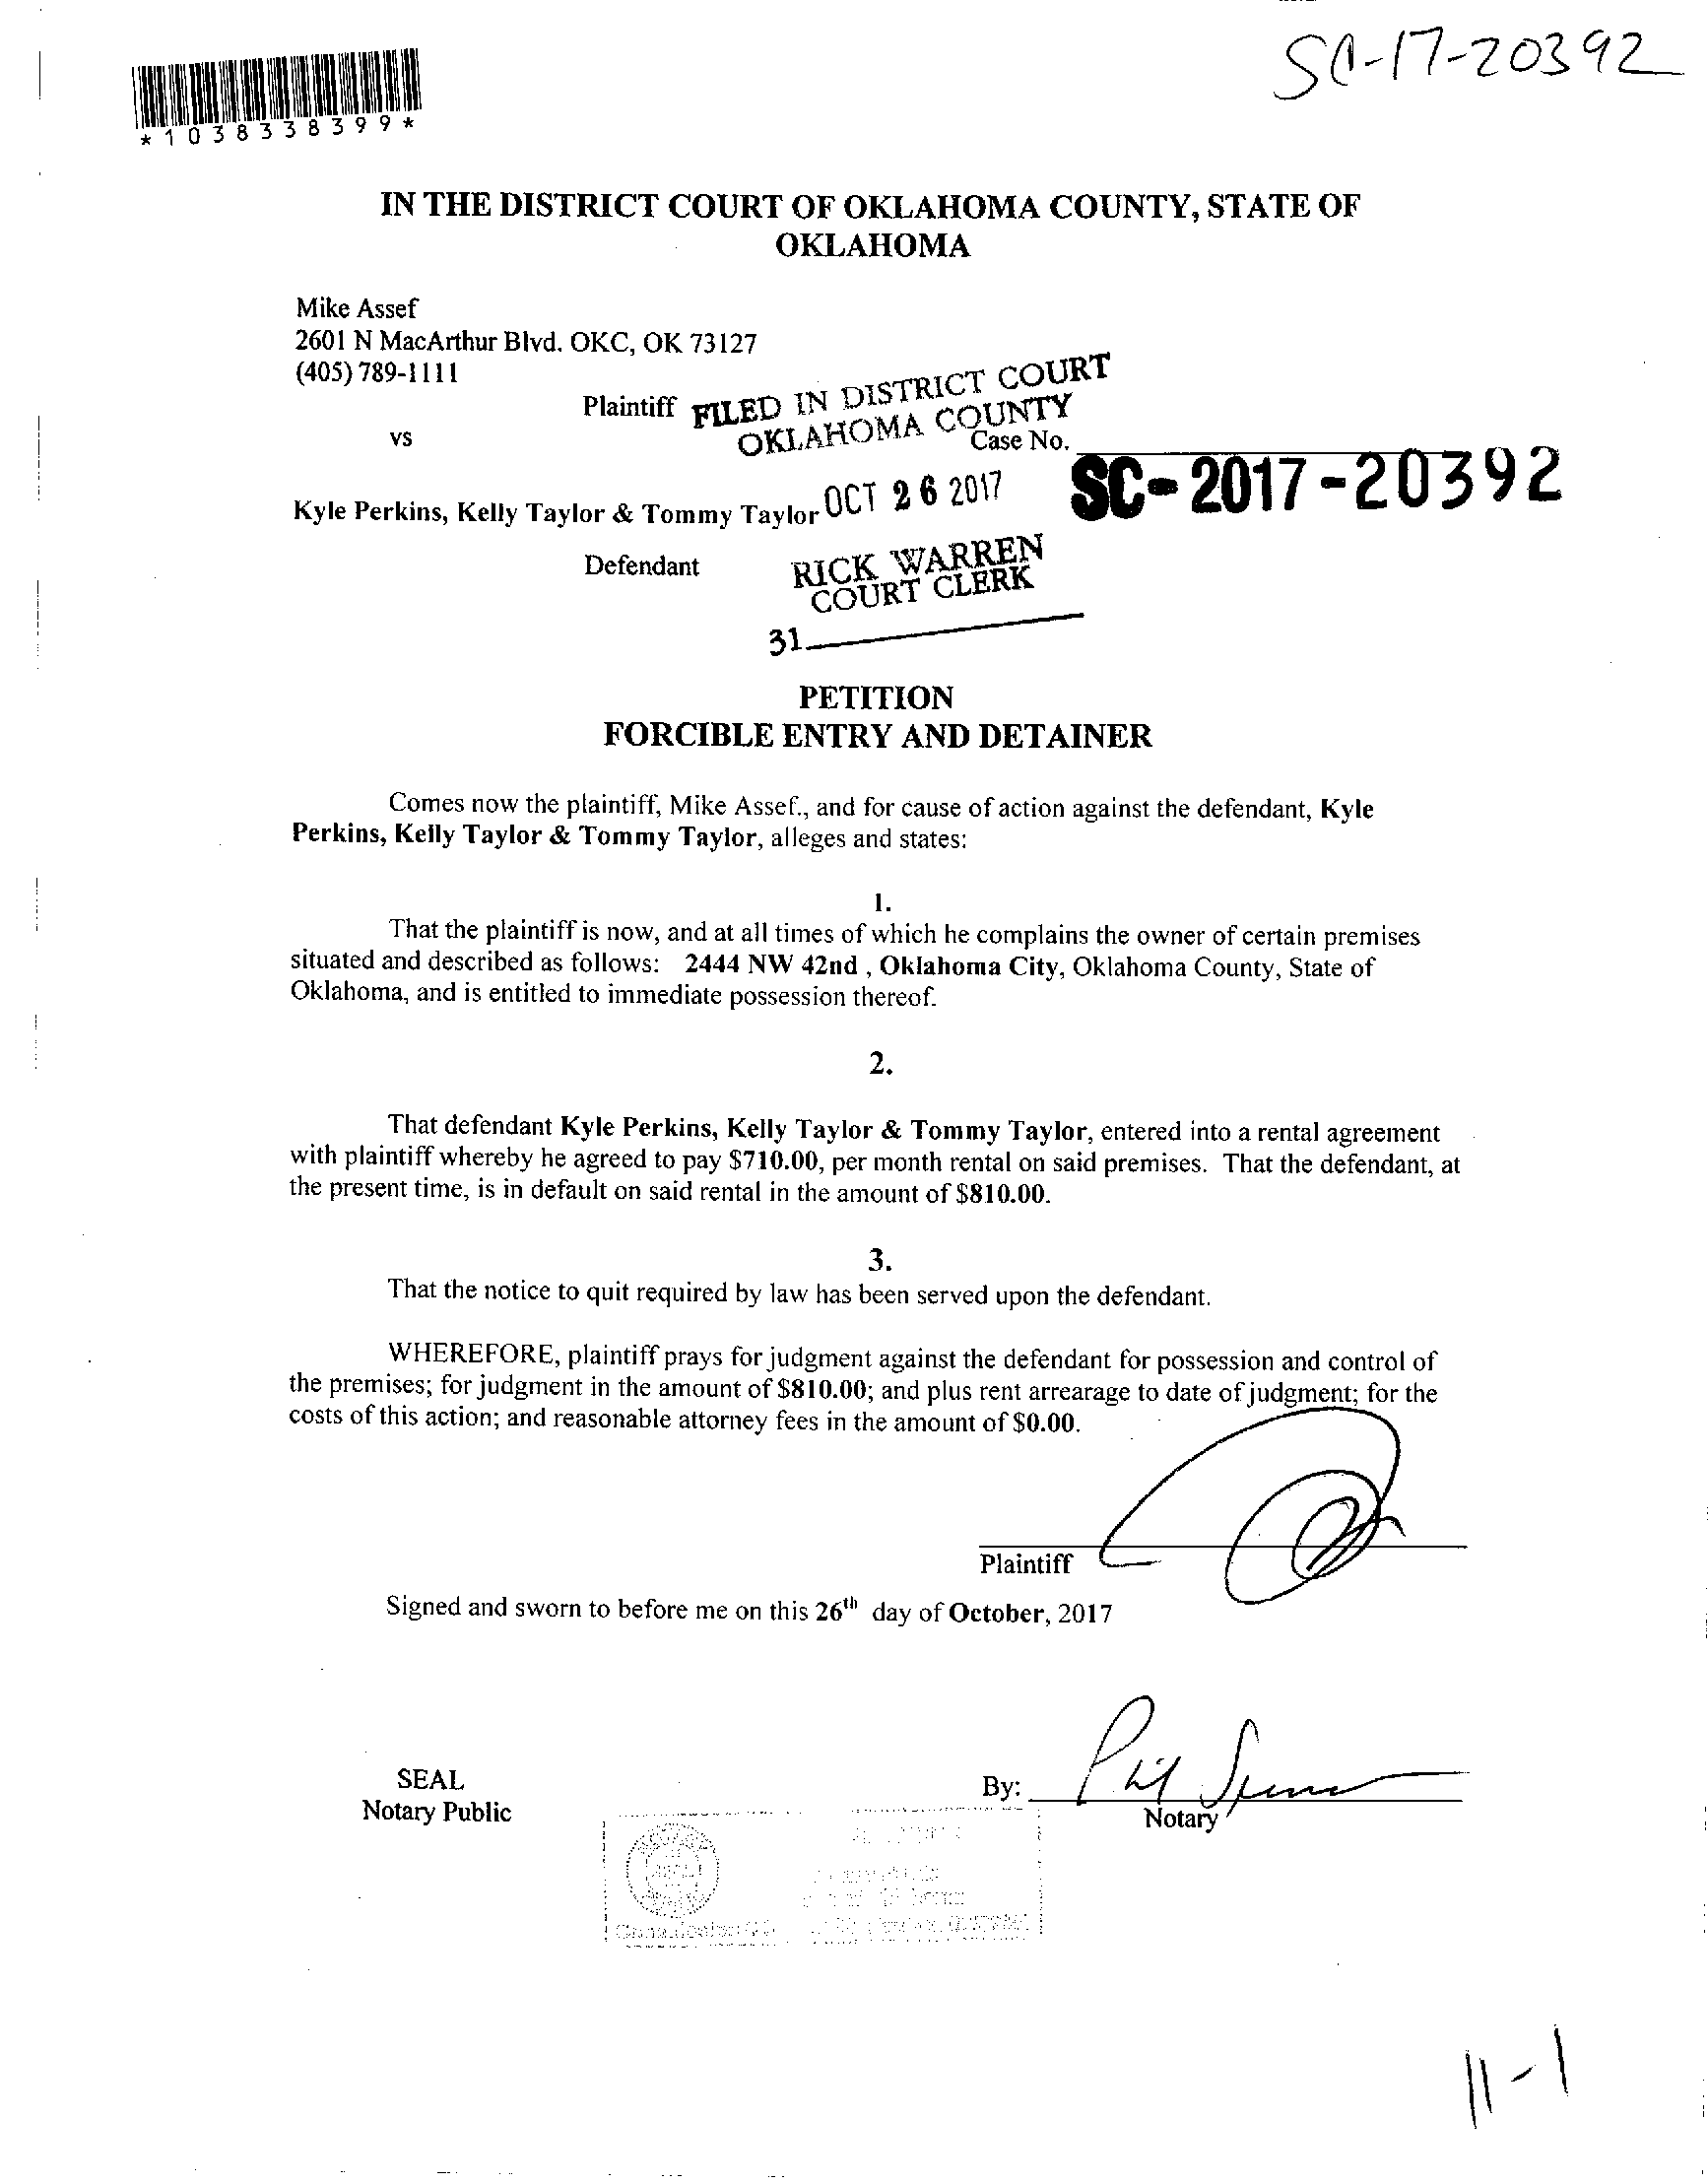 SC-17-20392
*1038338399*
IN THE DISTRICT COURT OF OKLAHOMA COUNTY, STATE OF
OKLAHOMA
Mike Assef
2601 N MacArthur Blvd. OKC, OK 73127
(405) 789-1111
Plaintiff
FILED IN DISTRICT COURT
OKLAHOMA COUNTY
vs
Case No.
SC-2017-20392
Kyle Perkins, Kelly Taylor & Tommy Taylor
OCT 26 2017
Defendant
RICK WARREN
COURT CLERK
31
PETITION
FORCIBLE ENTRY AND DETAINER
Comes now the plaintiff, Mike Assef., and for cause of action against the defendant, Kyle
Perkins, Kelly Taylor & Tommy Taylor, alleges and states:
1.
That the plaintiff is now, and at all times of which he complains the owner of certain premises
situated and described as follows: 2444 NW 42nd , Oklahoma City, Oklahoma County, State of
Oklahoma, and is entitled to immediate possession thereof.
2.
That defendant Kyle Perkins, Kelly Taylor & Tommy Taylor, entered into a rental agreement
with plaintiff whereby he agreed to pay $710.00, per month rental on said premises. That the defendant, at
the present time, is in default on said rental in the amount of $810.00.
3.
That the notice to quit required by law has been served upon the defendant.
WHEREFORE, plaintiff prays for judgment against the defendant for possession and control of
the premises; for judgment in the amount of $810.00; and plus rent arrearage to date of judgment; for the
costs of this action; and reasonable attorney fees in the amount of $0.00.
Plaintiff
Signed and sworn to before me on this 26th day of October, 2017
SEAL
Notary Public
By:
Notary
11-1